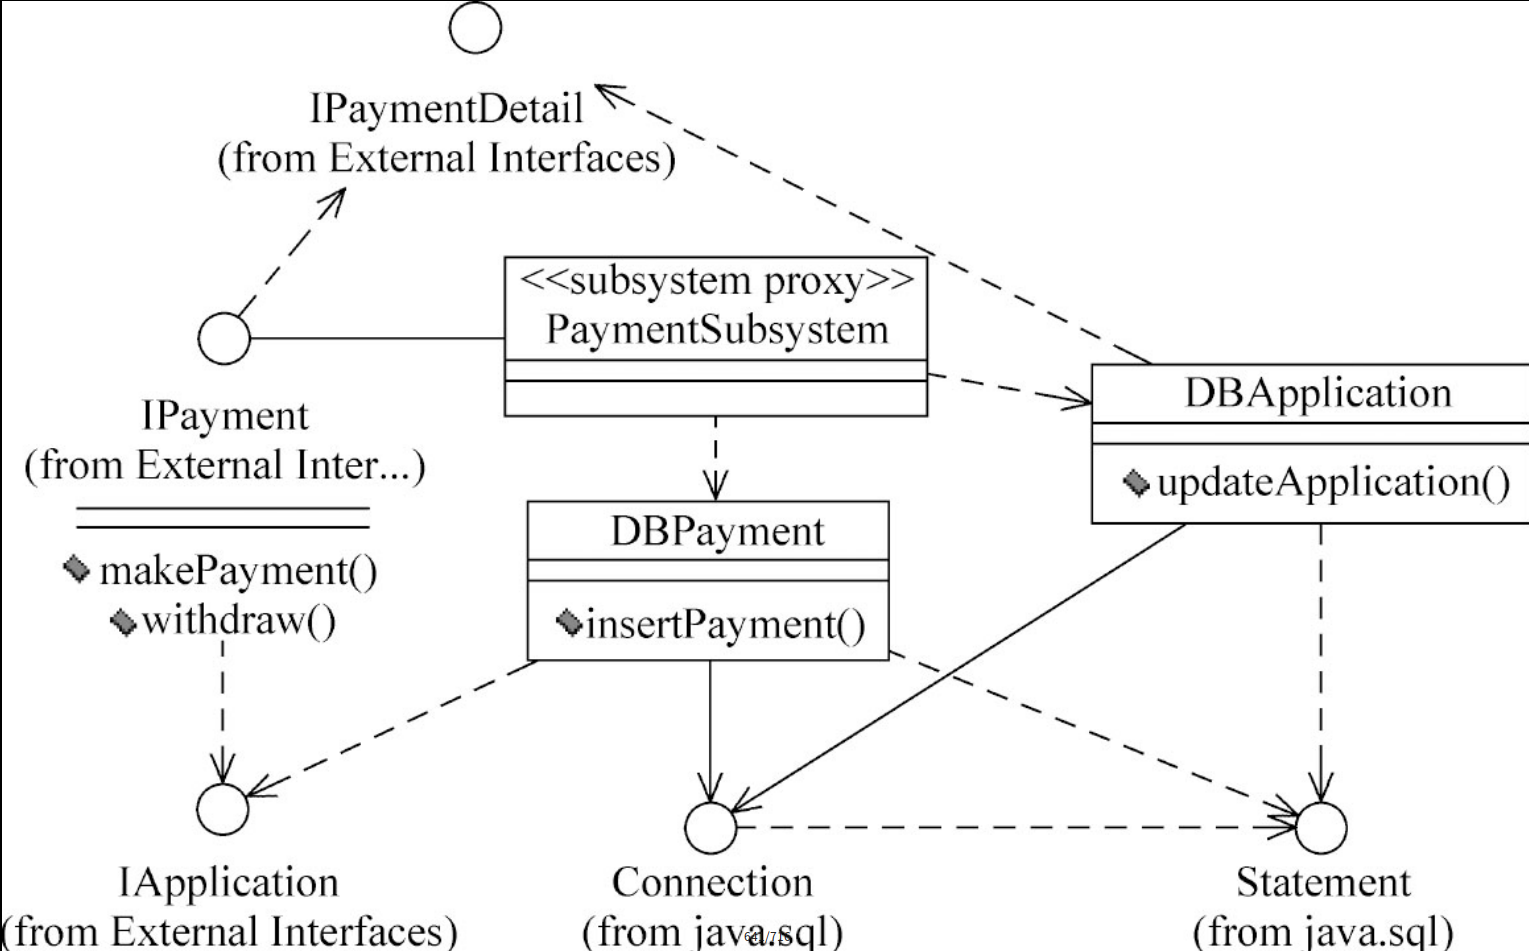 IPaymentDetail
(from External Interfaces)
<<subsystem proxy>>
PaymentSubsystem
DBApplication
updateApplication()
IPayment
(from External Inter...)
makePayment()
withdraw()
DBPayment
insertPayment()
IApplication
(from External Interfaces)
Connection
(from java.sql)
Statement
(from java.sql)